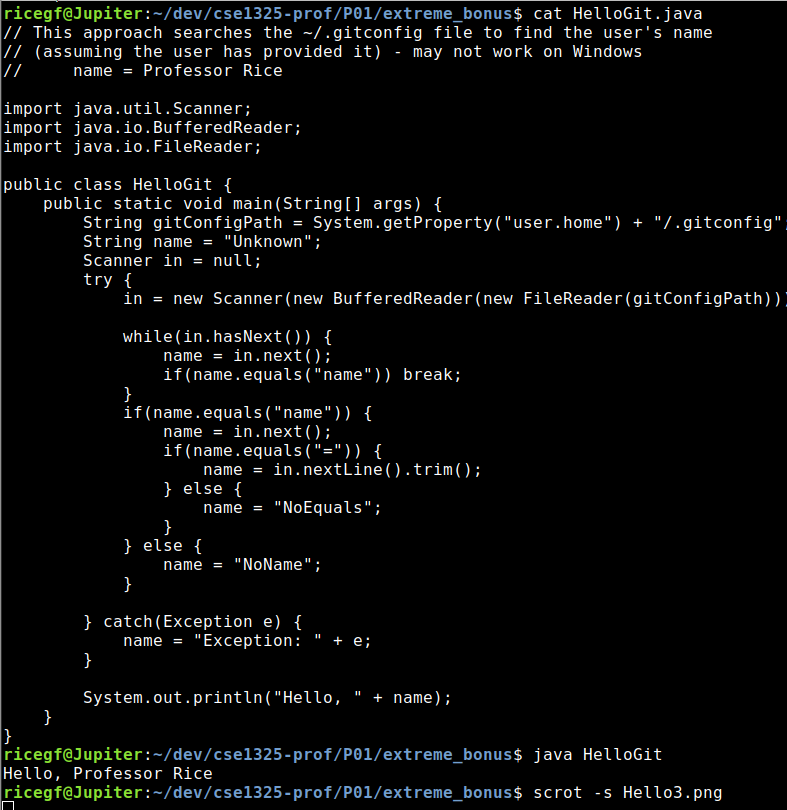 ricegf@Jupiter:~/dev/cse1325-prof/P01/extreme_bonus$ cat HelloGit.java
// This approach searches the ~/.gitconfig file to find the user's name
// (assuming the user has provided it) - may not work on Windows
//     name = Professor Rice

import java.util.Scanner;
import java.io.BufferedReader;
import java.io.FileReader;

public class HelloGit {
    public static void main(String[] args) {
        String gitConfigPath = System.getProperty("user.home") + "/.gitconfig";
        String name = "Unknown";
        Scanner in = null;
        try {
            in = new Scanner(new BufferedReader(new FileReader(gitConfigPath)))

            while(in.hasNext()) {
                name = in.next();
                if(name.equals("name")) break;
            }
            if(name.equals("name")) {
                name = in.next();
                if(name.equals("=")) {
                    name = in.nextLine().trim();
                } else {
                    name = "NoEquals";
                }
            } else {
                name = "NoName";
            }

        } catch(Exception e) {
            name = "Exception: " + e;
        }

        System.out.println("Hello, " + name);
    }
}
ricegf@Jupiter:~/dev/cse1325-prof/P01/extreme_bonus$ java HelloGit
Hello, Professor Rice
ricegf@Jupiter:~/dev/cse1325-prof/P01/extreme_bonus$ scrot -s Hello3.png